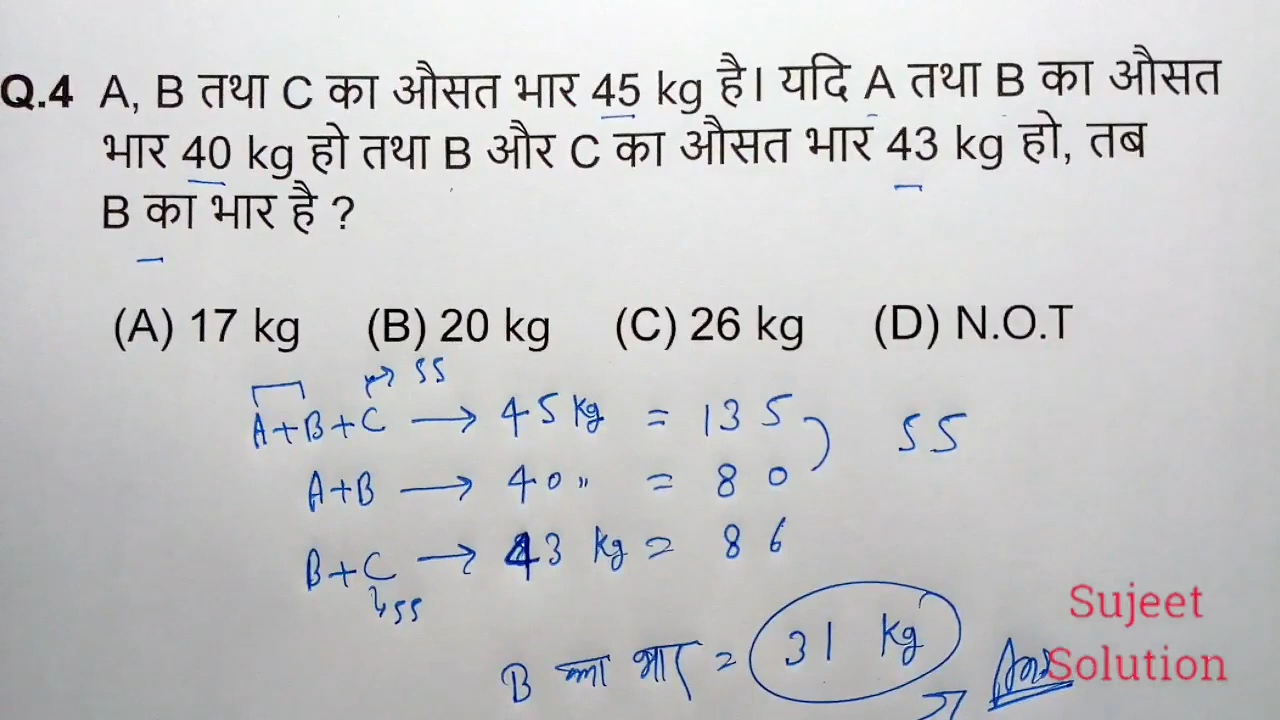 Q.4 A, B तथा C का औसत भार 45 kg है। यदि A तथा B का औसत
भार 40 kg हो तथा B और C का औसत भार 43 kg हो, तब
B का भार है ?
(A) 17 kg (B) 20 kg (C) 26 kg (D) N.O.T
→ 55
A+B+C → 45 kg = 135
55
A+B → 40 " = 80
B+C → 43 kg = 86
↳55
B का भार = 31 kg
Ans
Sujeet
Solution